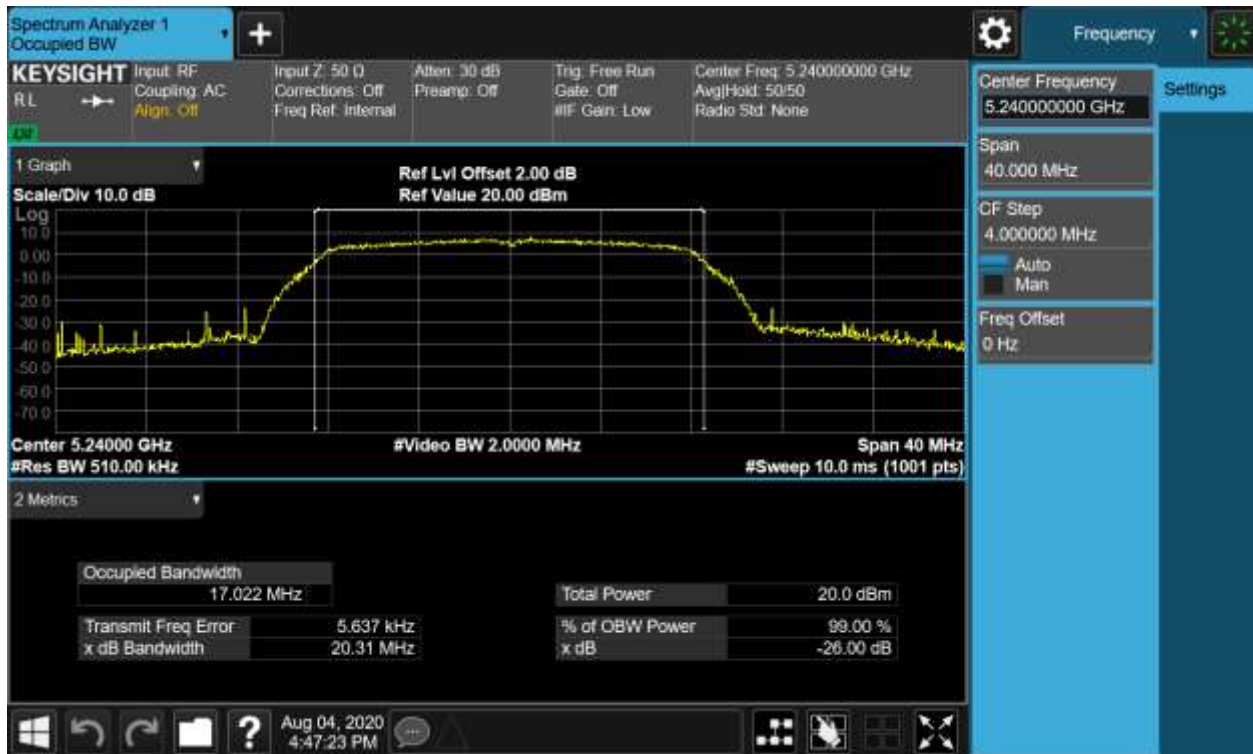 Spectrum Analyzer 1
Occupied BW
+
Frequency
KEYSIGHT
RL
Input: RF
Coupling: AC
Align: Off
Input Z: 50 Ω
Corrections: Off
Freq Ref: Internal
Atten: 30 dB
Preamp: Off
Trig: Free Run
Gate: Off
#IF Gain: Low
Center Freq: 5.240000000 GHz
Avg|Hold: 50/50
Radio Std: None
Center Frequency
5.240000000 GHz
Settings
Span
40.000 MHz
CF Step
4.000000 MHz
Auto
Man
Freq Offset
0 Hz
1 Graph
Scale/Div 10.0 dB
Ref Lvl Offset 2.00 dB
Ref Value 20.00 dBm
Log
10.0
0.00
-10.0
-20.0
-30.0
-40.0
-50.0
-60.0
-70.0
Center 5.24000 GHz
#Video BW 2.0000 MHz
Span 40 MHz
#Res BW 510.00 kHz
#Sweep 10.0 ms (1001 pts)
2 Metrics
Occupied Bandwidth
17.022 MHz
Total Power 20.0 dBm
Transmit Freq Error 5.637 kHz
% of OBW Power 99.00 %
x dB Bandwidth 20.31 MHz
x dB -26.00 dB
?
Aug 04, 2020
4:47:23 PM